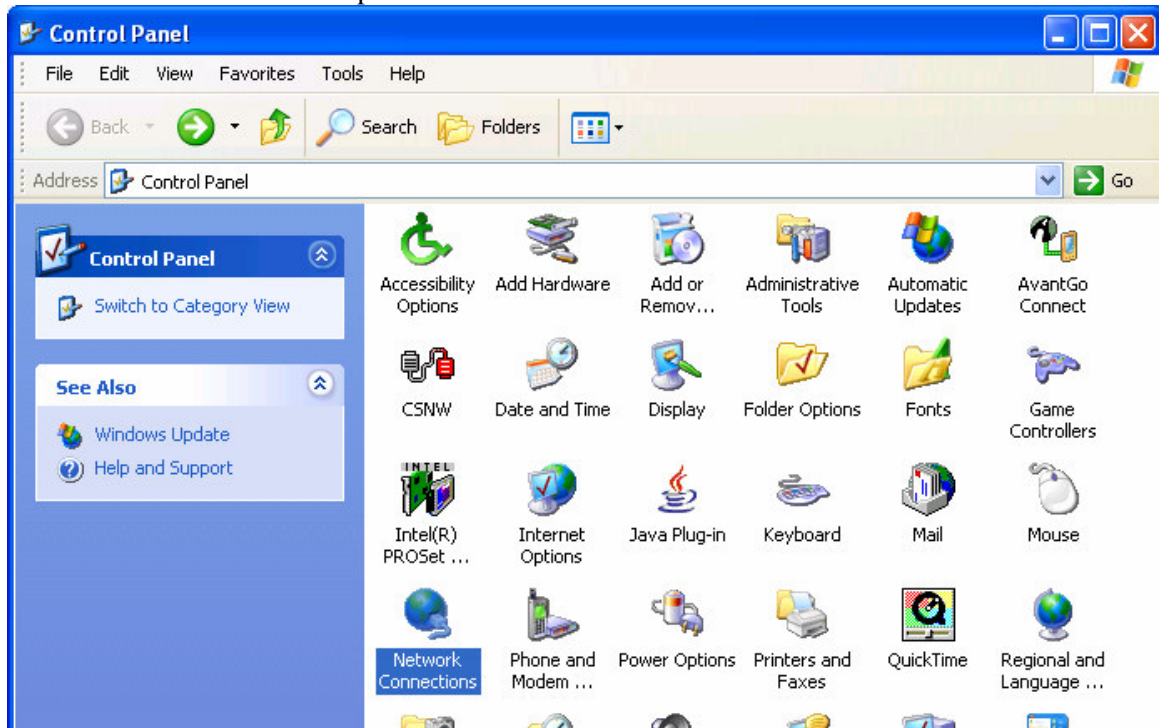 Control Panel
File Edit View Favorites Tools Help
Back Search Folders
Address Control Panel Go
Control Panel
Switch to Category View
See Also
Windows Update
Help and Support
Accessibility Options
Add Hardware
Add or Remov...
Administrative Tools
Automatic Updates
AvantGo Connect
CSNW
Date and Time
Display
Folder Options
Fonts
Game Controllers
INTEL
Intel(R) PROSet ...
Internet Options
Java Plug-in
Keyboard
Mail
Mouse
Network Connections
Phone and Modem ...
Power Options
Printers and Faxes
QuickTime
Regional and Language ...